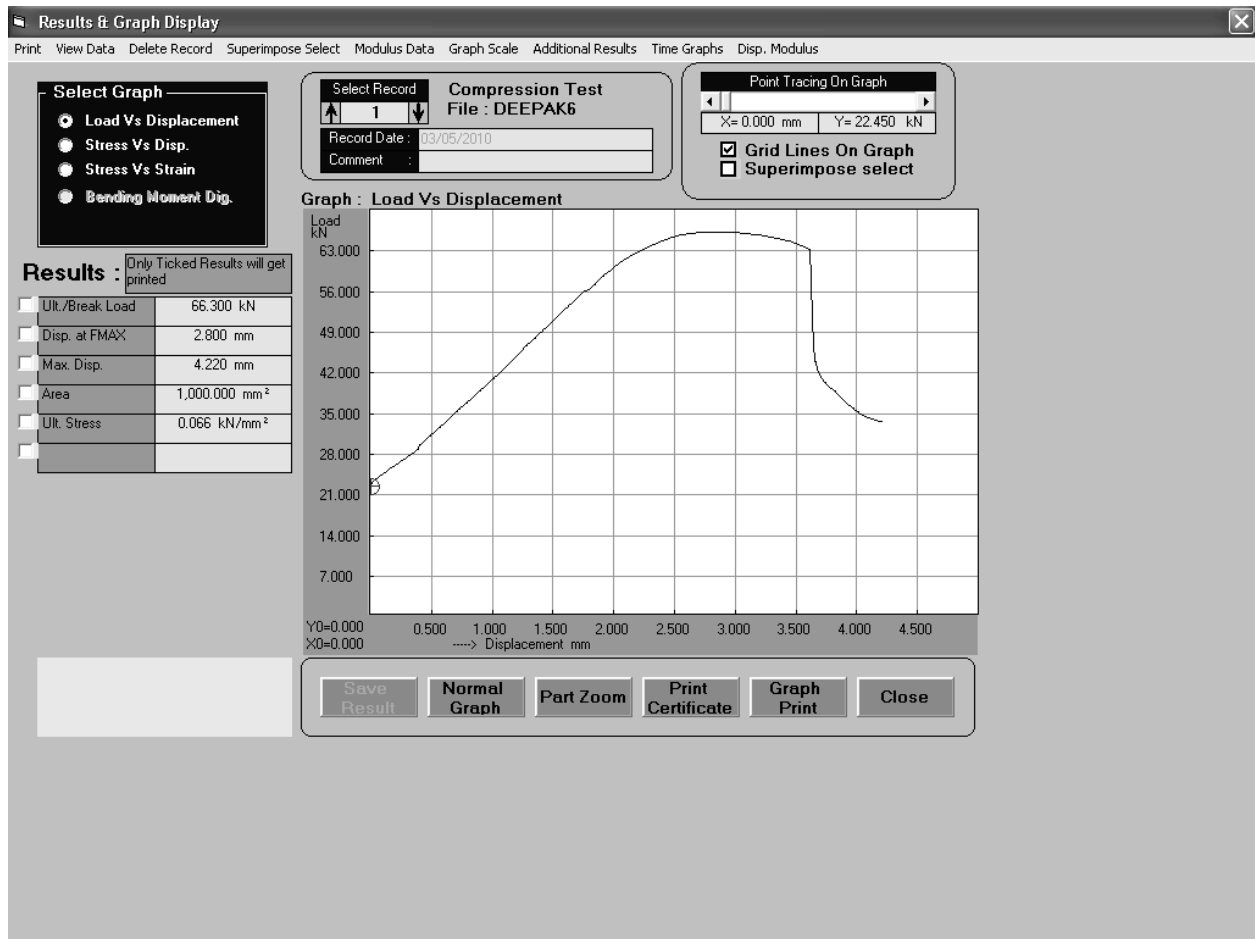 Results & Graph Display
Print View Data Delete Record Superimpose Select Modulus Data Graph Scale Additional Results Time Graphs Disp. Modulus
Select Graph
Load Vs Displacement
Stress Vs Disp.
Stress Vs Strain
Bending Moment Dig.
Select Record
1
Compression Test
File : DEEPAK6
Record Date : 03/05/2010
Comment :
Point Tracing On Graph
X= 0.000 mm Y= 22.450 kN
Grid Lines On Graph
Superimpose select
Results :
Only Ticked Results will get
printed
Ult./Break Load 66.300 kN
Disp. at FMAX 2.800 mm
Max. Disp. 4.220 mm
Area 1,000.000 mm²
Ult. Stress 0.066 kN/mm²
Graph : Load Vs Displacement
Load
kN
63.000
56.000
49.000
42.000
35.000
28.000
21.000
14.000
7.000
Y0=0.000
X0=0.000
0.500 1.000 1.500 2.000 2.500 3.000 3.500 4.000 4.500
----> Displacement mm
Save
Result
Normal
Graph
Part Zoom
Print
Certificate
Graph
Print
Close